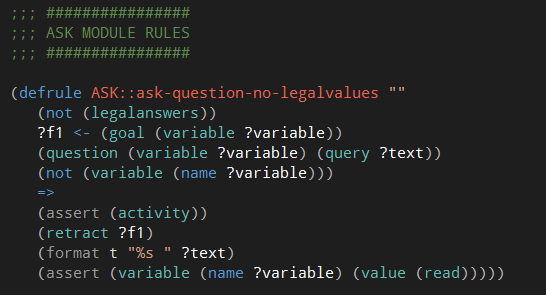 ;;; ################
;;; ASK MODULE RULES
;;; ################
(defrule ASK::ask-question-no-legalvalues ""
(not (legalanswers))
?f1 <- (goal (variable ?variable))
(question (variable ?variable) (query ?text))
(not (variable (name ?variable)))
=>
(assert (activity))
(retract ?f1)
(format t "%s " ?text)
(assert (variable (name ?variable) (value (read)))))